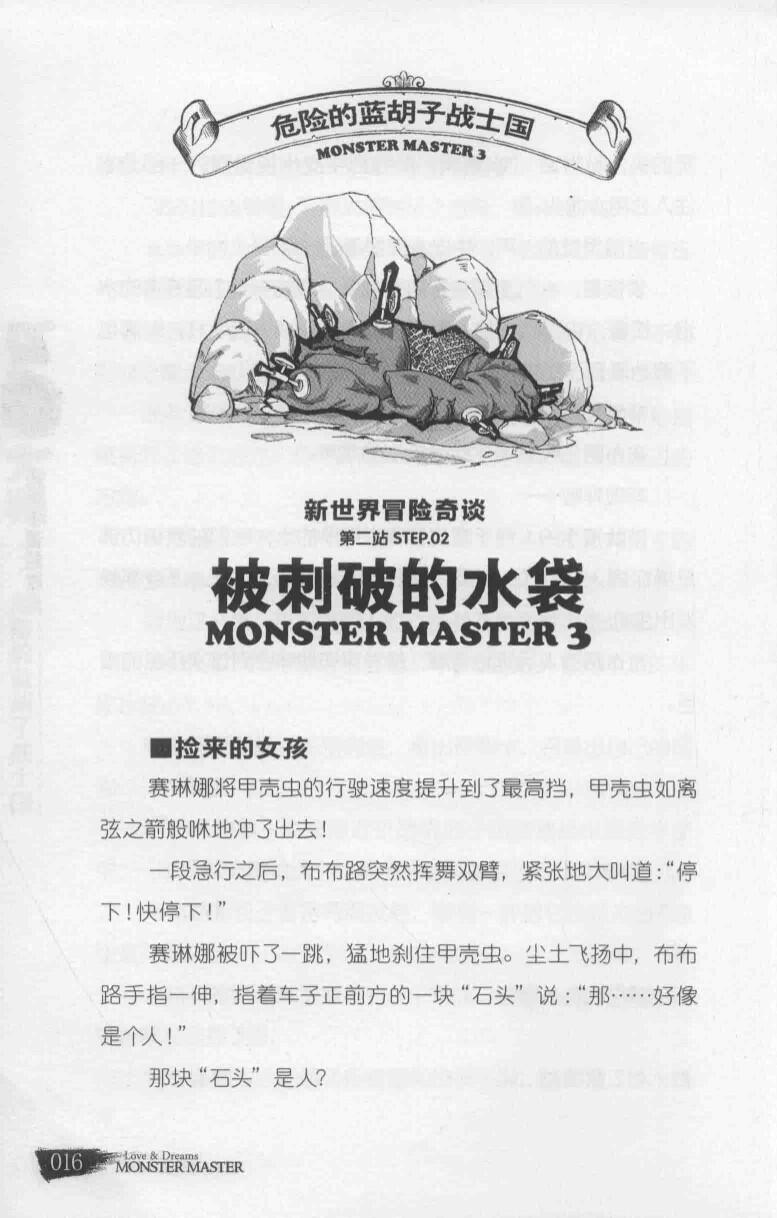 危险的蓝胡子战士国
MONSTER MASTER 3
新世界冒险奇谈
第二站 STEP.02
被刺破的水袋
MONSTER MASTER 3
■捡来的女孩
赛琳娜将甲壳虫的行驶速度提升到了最高挡，甲壳虫如离
弦之箭般咻地冲了出去！
一段急行之后，布布路突然挥舞双臂，紧张地大叫道：“停
下！快停下！”
赛琳娜被吓了一跳，猛地刹住甲壳虫。尘土飞扬中，布布
路手指一伸，指着车子正前方的一块“石头”说：“那……好像
是个人！”
那块“石头”是人？
016
Love & Dreams
MONSTER MASTER